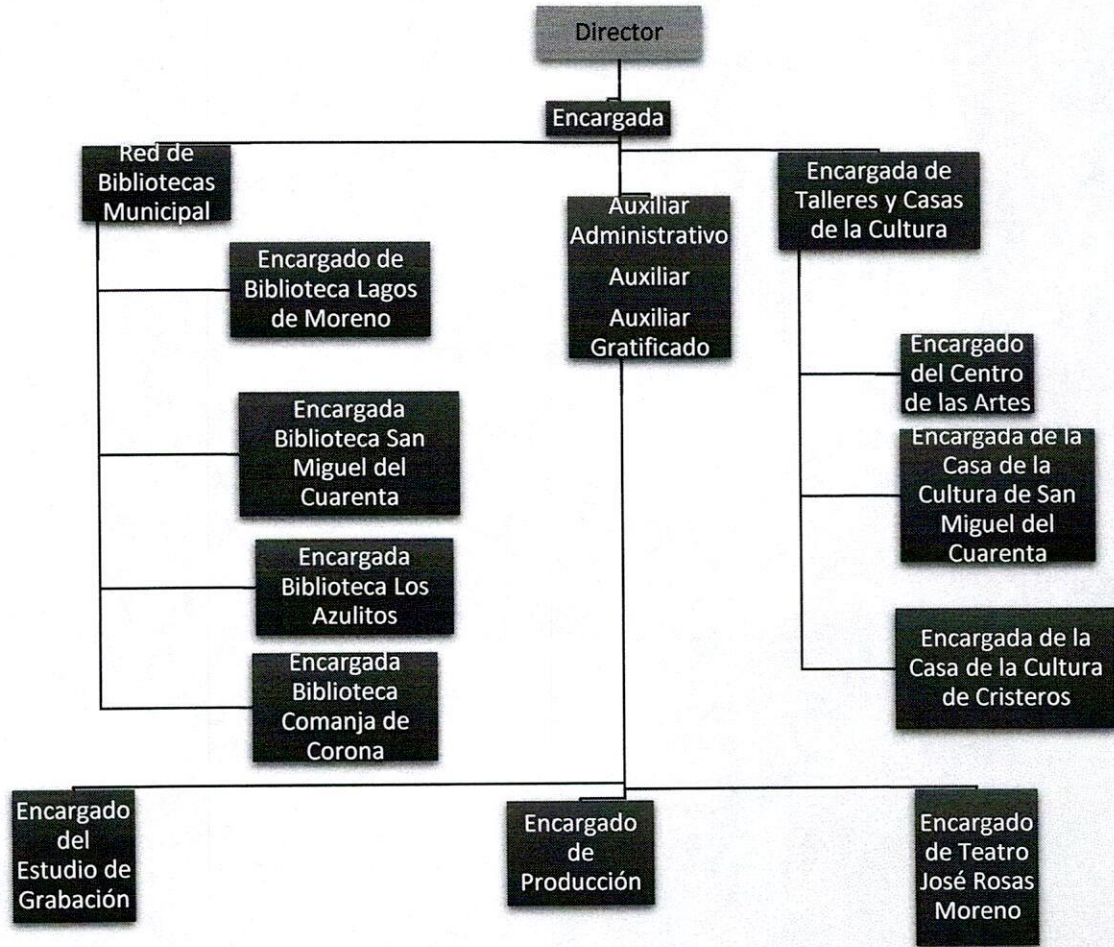 Director
Encargada
Red de
Bibliotecas
Municipal
Encargado de
Biblioteca Lagos
de Moreno
Encargada
Biblioteca San
Miguel del
Cuarenta
Encargada
Biblioteca Los
Azulitos
Encargada
Biblioteca
Comanja de
Corona
Auxiliar
Administrativo
Auxiliar
Auxiliar
Gratificado
Encargada de
Talleres y Casas
de la Cultura
Encargado
del Centro
de las Artes
Encargada de la
Casa de la
Cultura de San
Miguel del
Cuarenta
Encargada de la
Casa de la Cultura
de Cristeros
Encargado
del
Estudio de
Grabación
Encargado
de
Producción
Encargado
de Teatro
José Rosas
Moreno